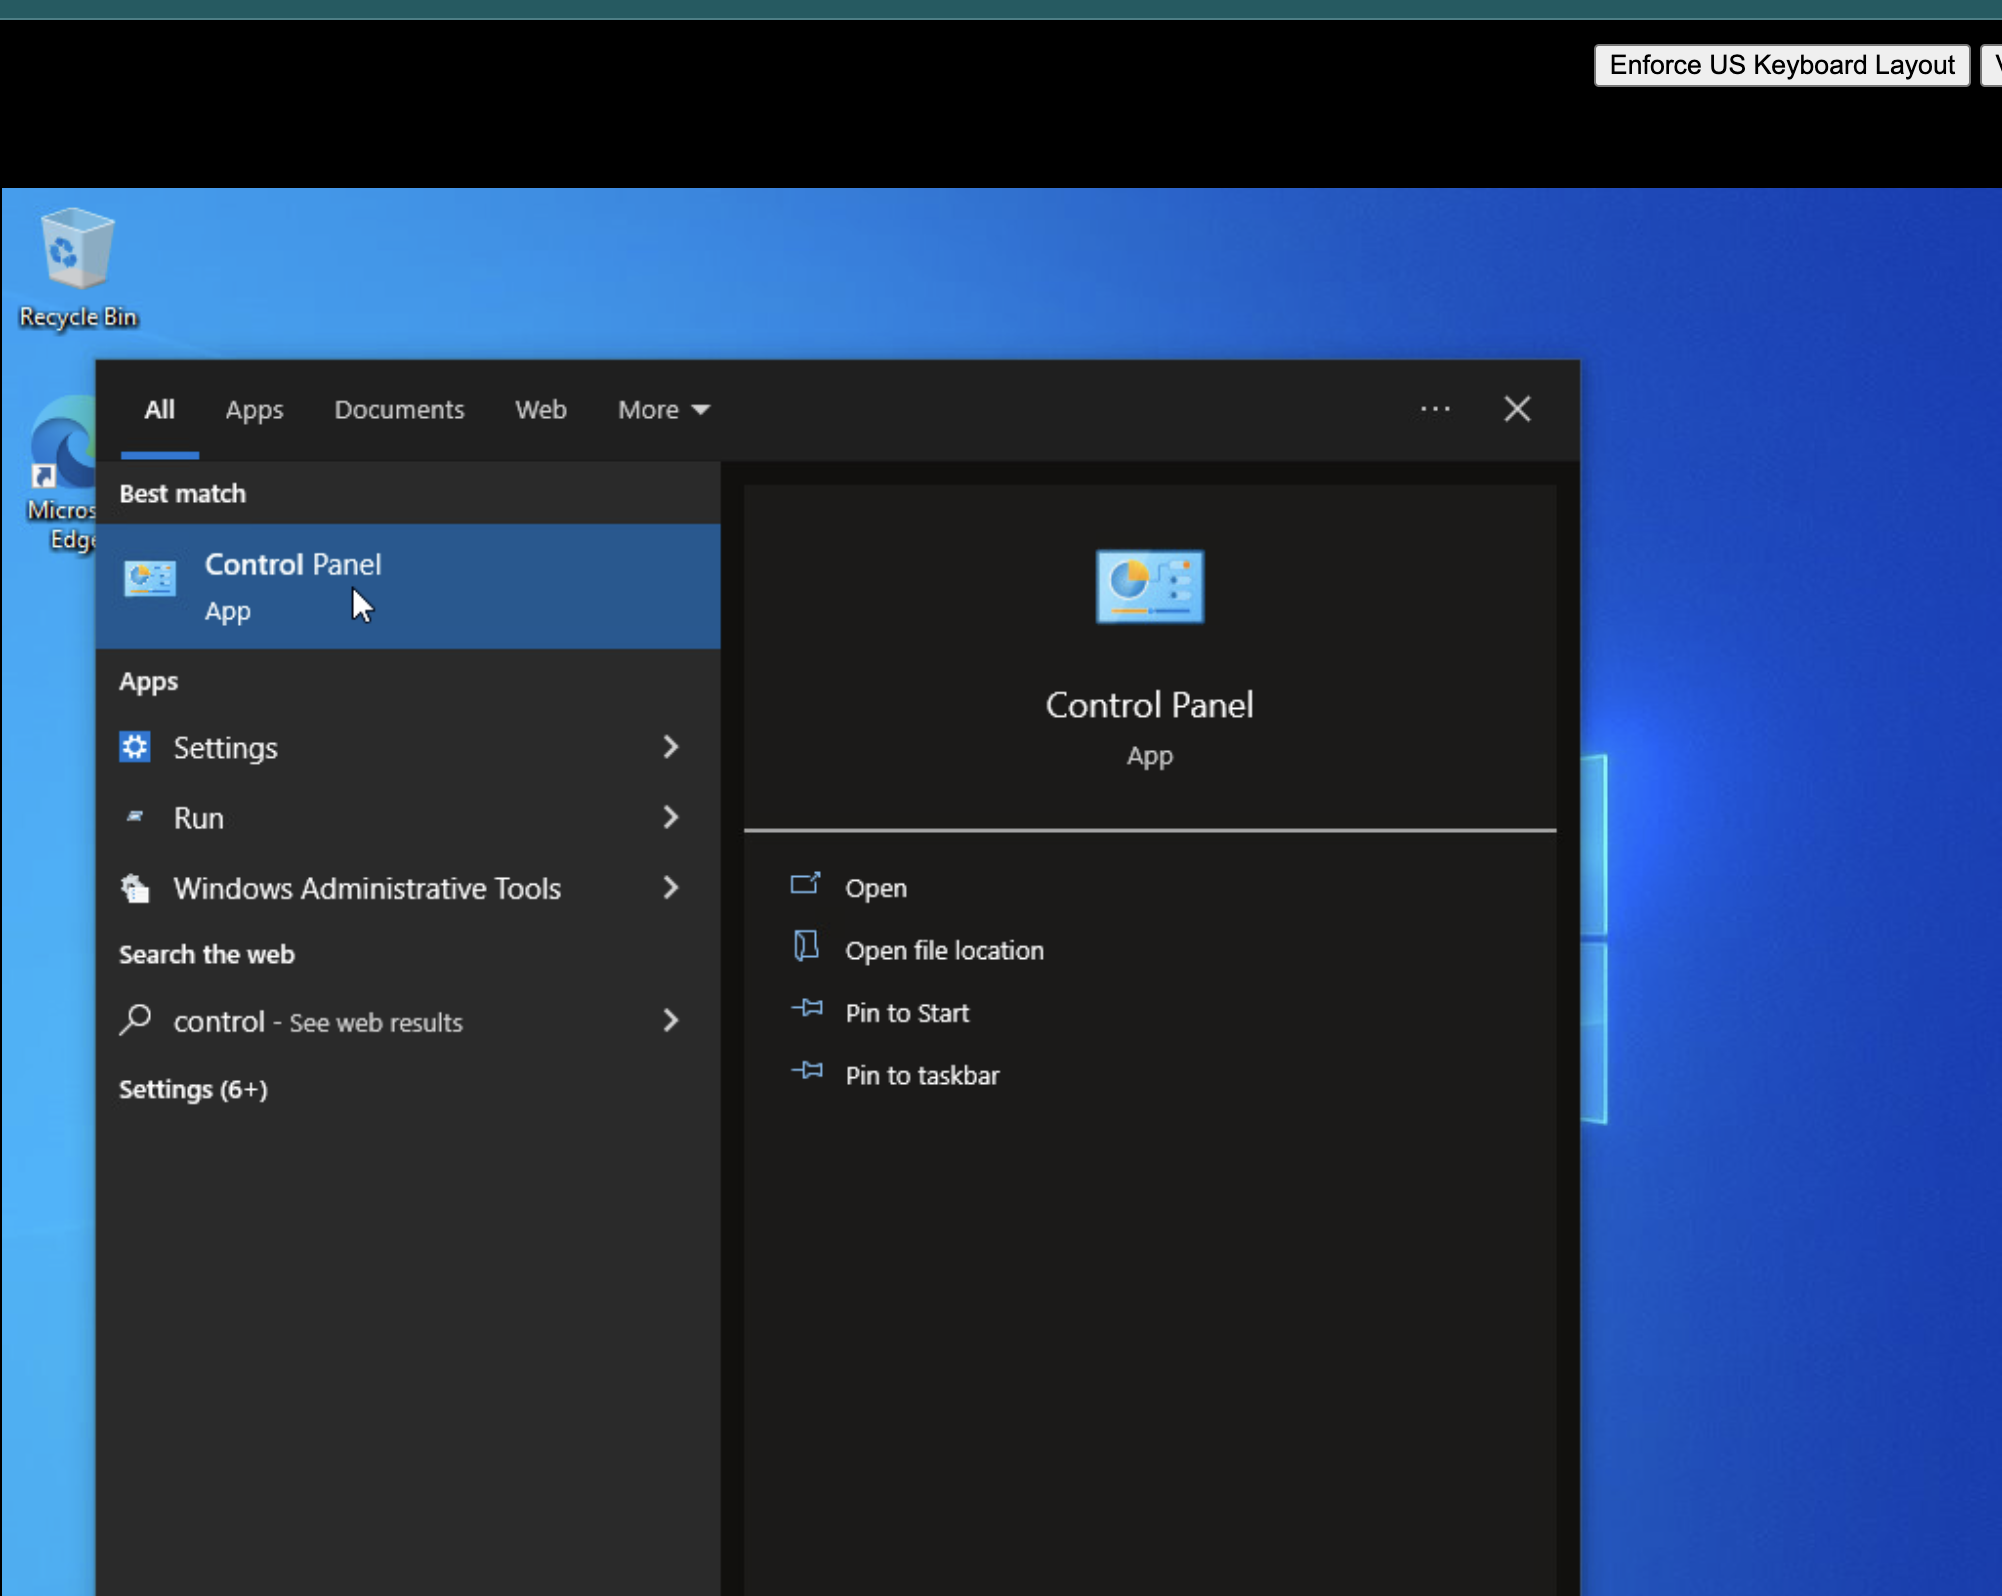 Enforce US Keyboard Layout
Recycle Bin
All Apps Documents Web More
Best match
Control Panel
App
Apps
Settings
Run
Windows Administrative Tools
Search the web
control - See web results
Settings (6+)
Control Panel
App
Open
Open file location
Pin to Start
Pin to taskbar
Micros
Edge